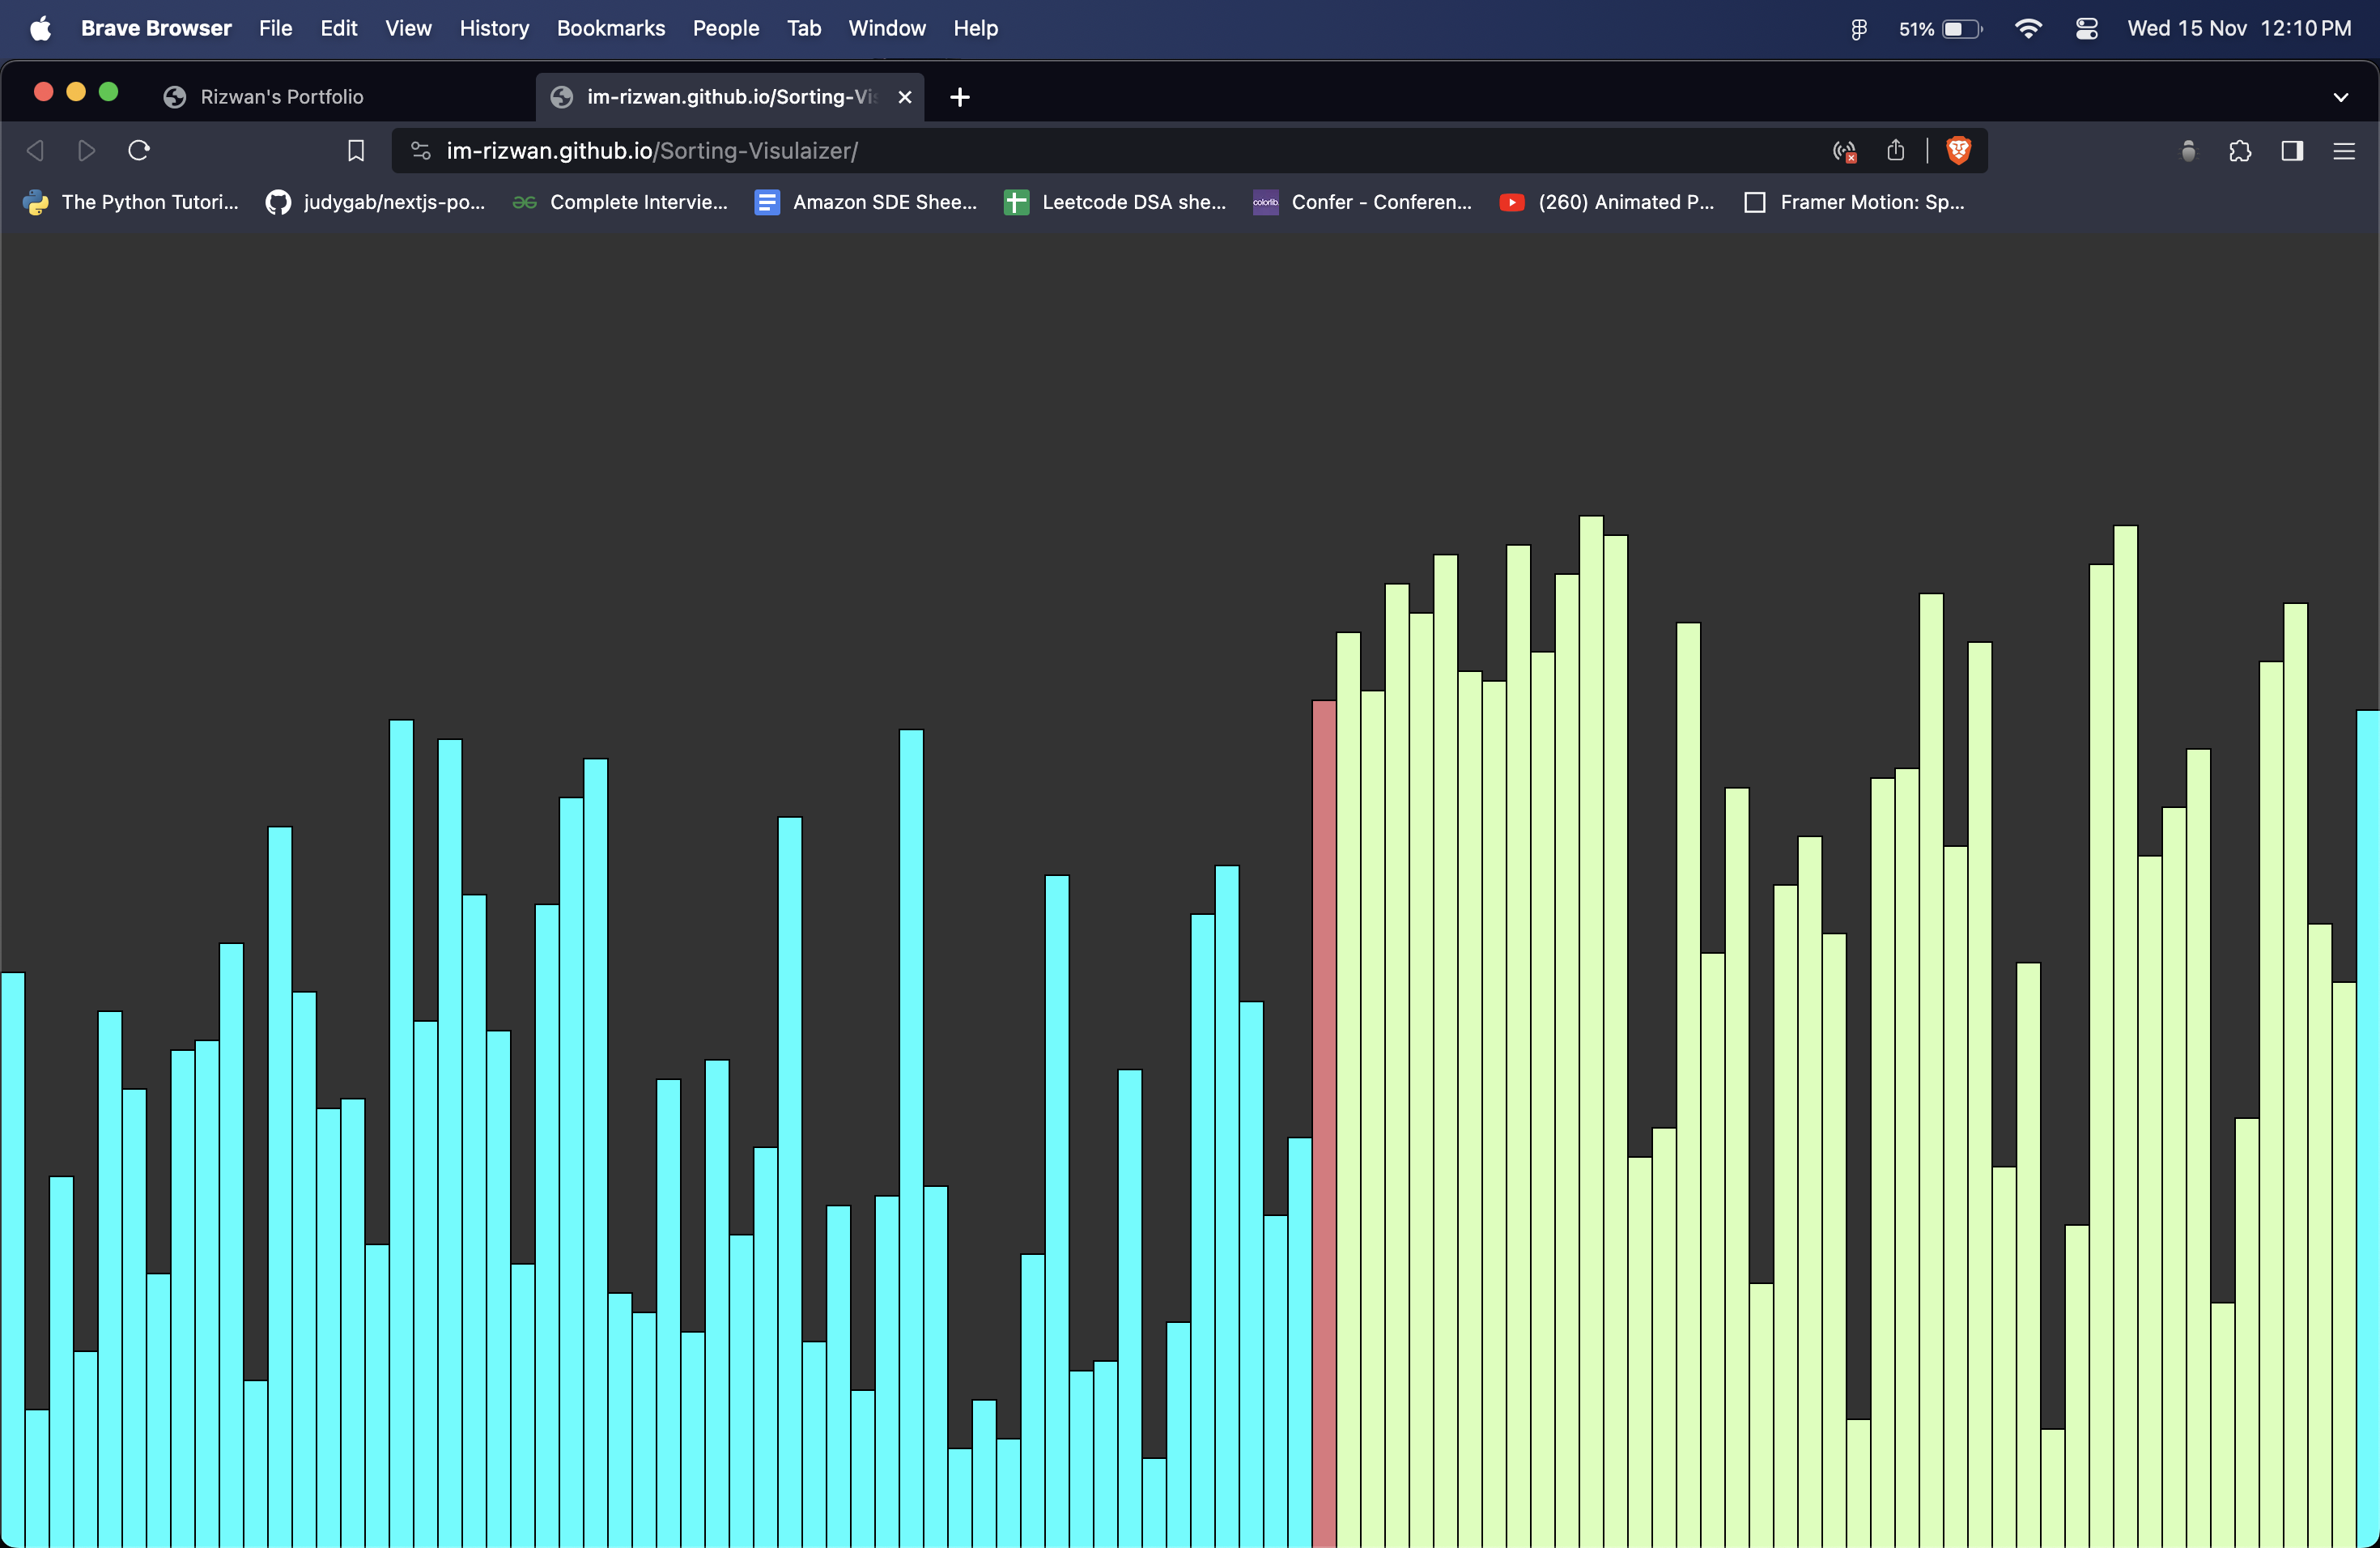 Brave Browser File Edit View History Bookmarks People Tab Window Help 51% Wed 15 Nov 12:10 PM
Rizwan's Portfolio im-rizwan.github.io/Sorting-Vis
im-rizwan.github.io/Sorting-Visulaizer/
The Python Tutori... judygab/nextjs-po... Complete Intervie... Amazon SDE Shee... Leetcode DSA she... colorlib. Confer - Conferen... (260) Animated P... Framer Motion: Sp...